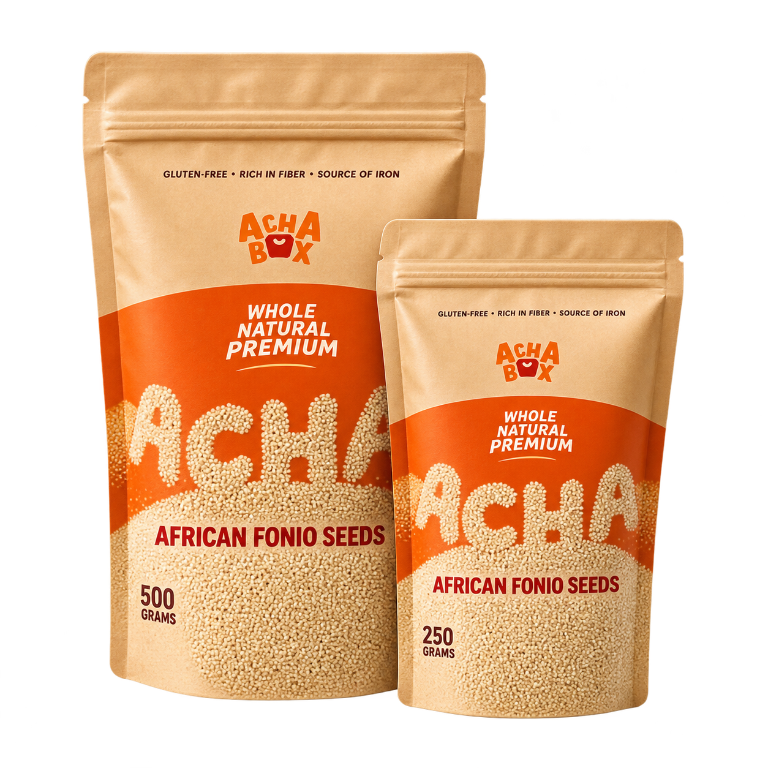 GLUTEN-FREE • RICH IN FIBER • SOURCE OF IRON
ACHA
BOX
WHOLE
NATURAL
PREMIUM
ACHA
AFRICAN FONIO SEEDS
500
GRAMS
GLUTEN-FREE • RICH IN FIBER • SOURCE OF IRON
ACHA
BOX
WHOLE
NATURAL
PREMIUM
ACHA
AFRICAN FONIO SEEDS
250
GRAMS